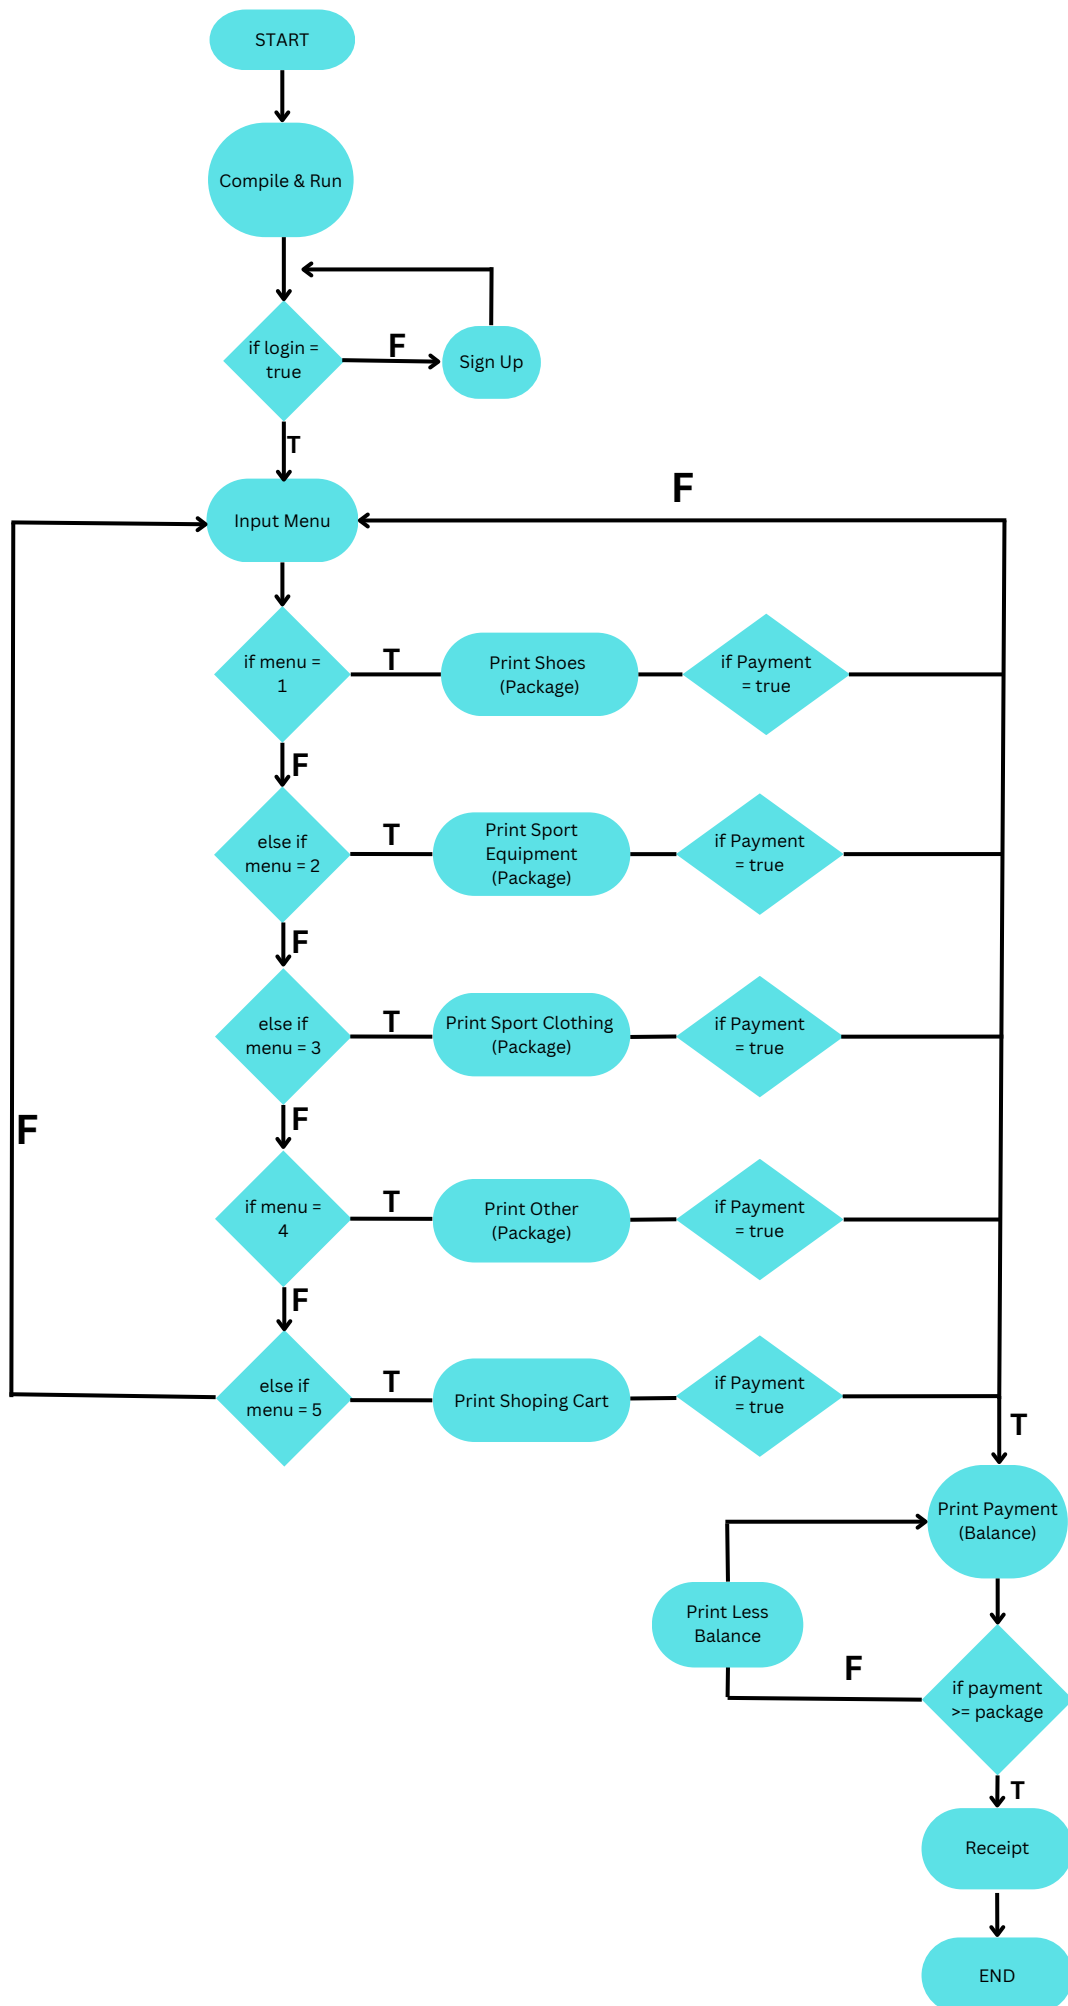 START
Compile & Run
if login =
true
F
Sign Up
T
Input Menu
F
if menu =
1
T
Print Shoes
(Package)
if Payment
= true
F
else if
menu = 2
T
Print Sport
Equipment
(Package)
if Payment
= true
F
else if
menu = 3
T
Print Sport Clothing
(Package)
if Payment
= true
F
F
if menu =
4
T
Print Other
(Package)
if Payment
= true
F
else if
menu = 5
T
Print Shoping Cart
if Payment
= true
T
Print Payment
(Balance)
Print Less
Balance
F
if payment
>= package
T
Receipt
END